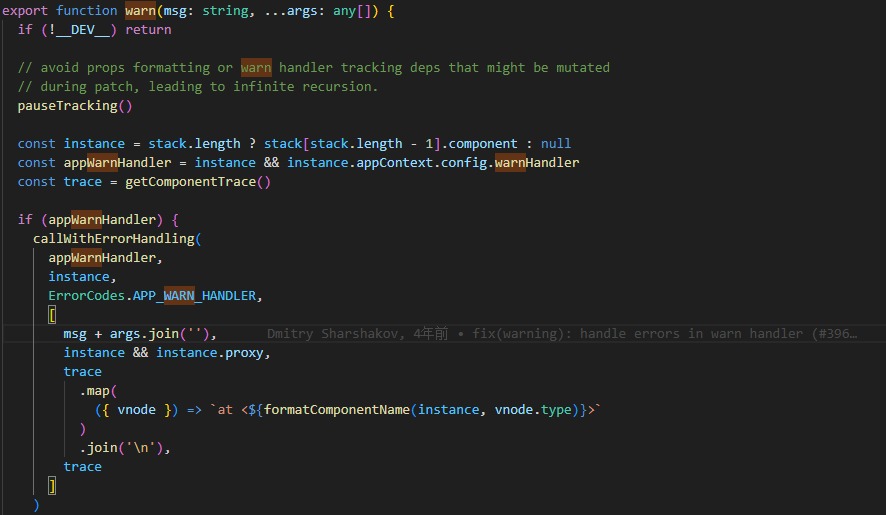 export function warn(msg: string, ...args: any[]) {
  if (!__DEV__) return

  // avoid props formatting or warn handler tracking deps that might be mutated
  // during patch, leading to infinite recursion.
  pauseTracking()

  const instance = stack.length ? stack[stack.length - 1].component : null
  const appWarnHandler = instance && instance.appContext.config.warnHandler
  const trace = getComponentTrace()

  if (appWarnHandler) {
    callWithErrorHandling(
      appWarnHandler,
      instance,
      ErrorCodes.APP_WARN_HANDLER,
      [
        msg + args.join(''), Dmitry Sharshakov, 4年前 • fix(warning): handle errors in warn handler (#396…
        instance && instance.proxy,
        trace
          .map(
            ({ vnode }) => `at <${formatComponentName(instance, vnode.type)}>`
          )
          .join('\n'),
        trace
      ]
    )